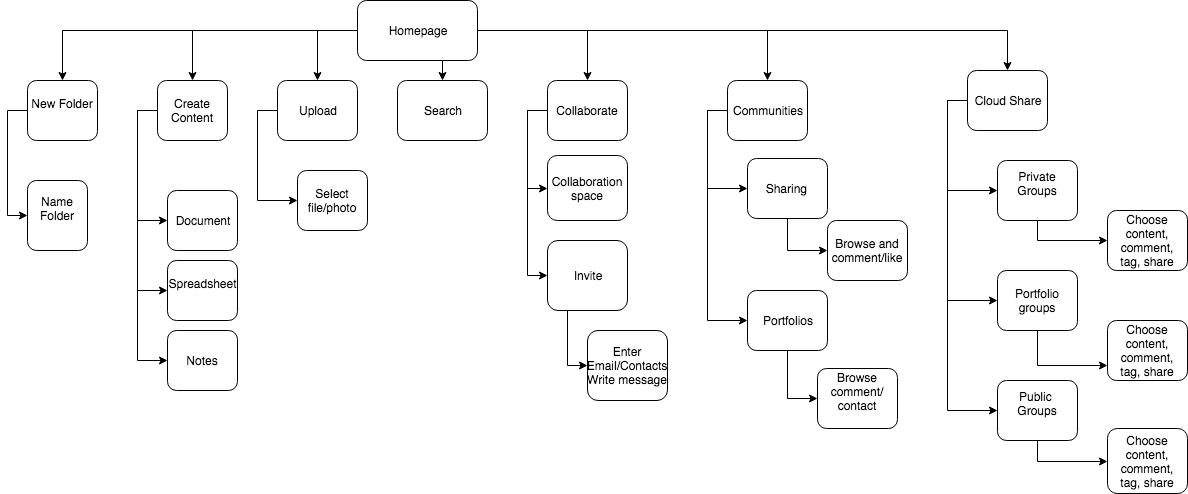 Homepage
New Folder
Create
Content
Upload
Search
Collaborate
Communities
Cloud Share
Name
Folder
Document
Spreadsheet
Notes
Select
file/photo
Collaboration
space
Invite
Enter
Email/Contacts
Write message
Sharing
Browse and
comment/like
Portfolios
Browse
comment/
contact
Private
Groups
Choose
content,
comment,
tag, share
Portfolio
groups
Choose
content,
comment,
tag, share
Public
Groups
Choose
content,
comment,
tag, share